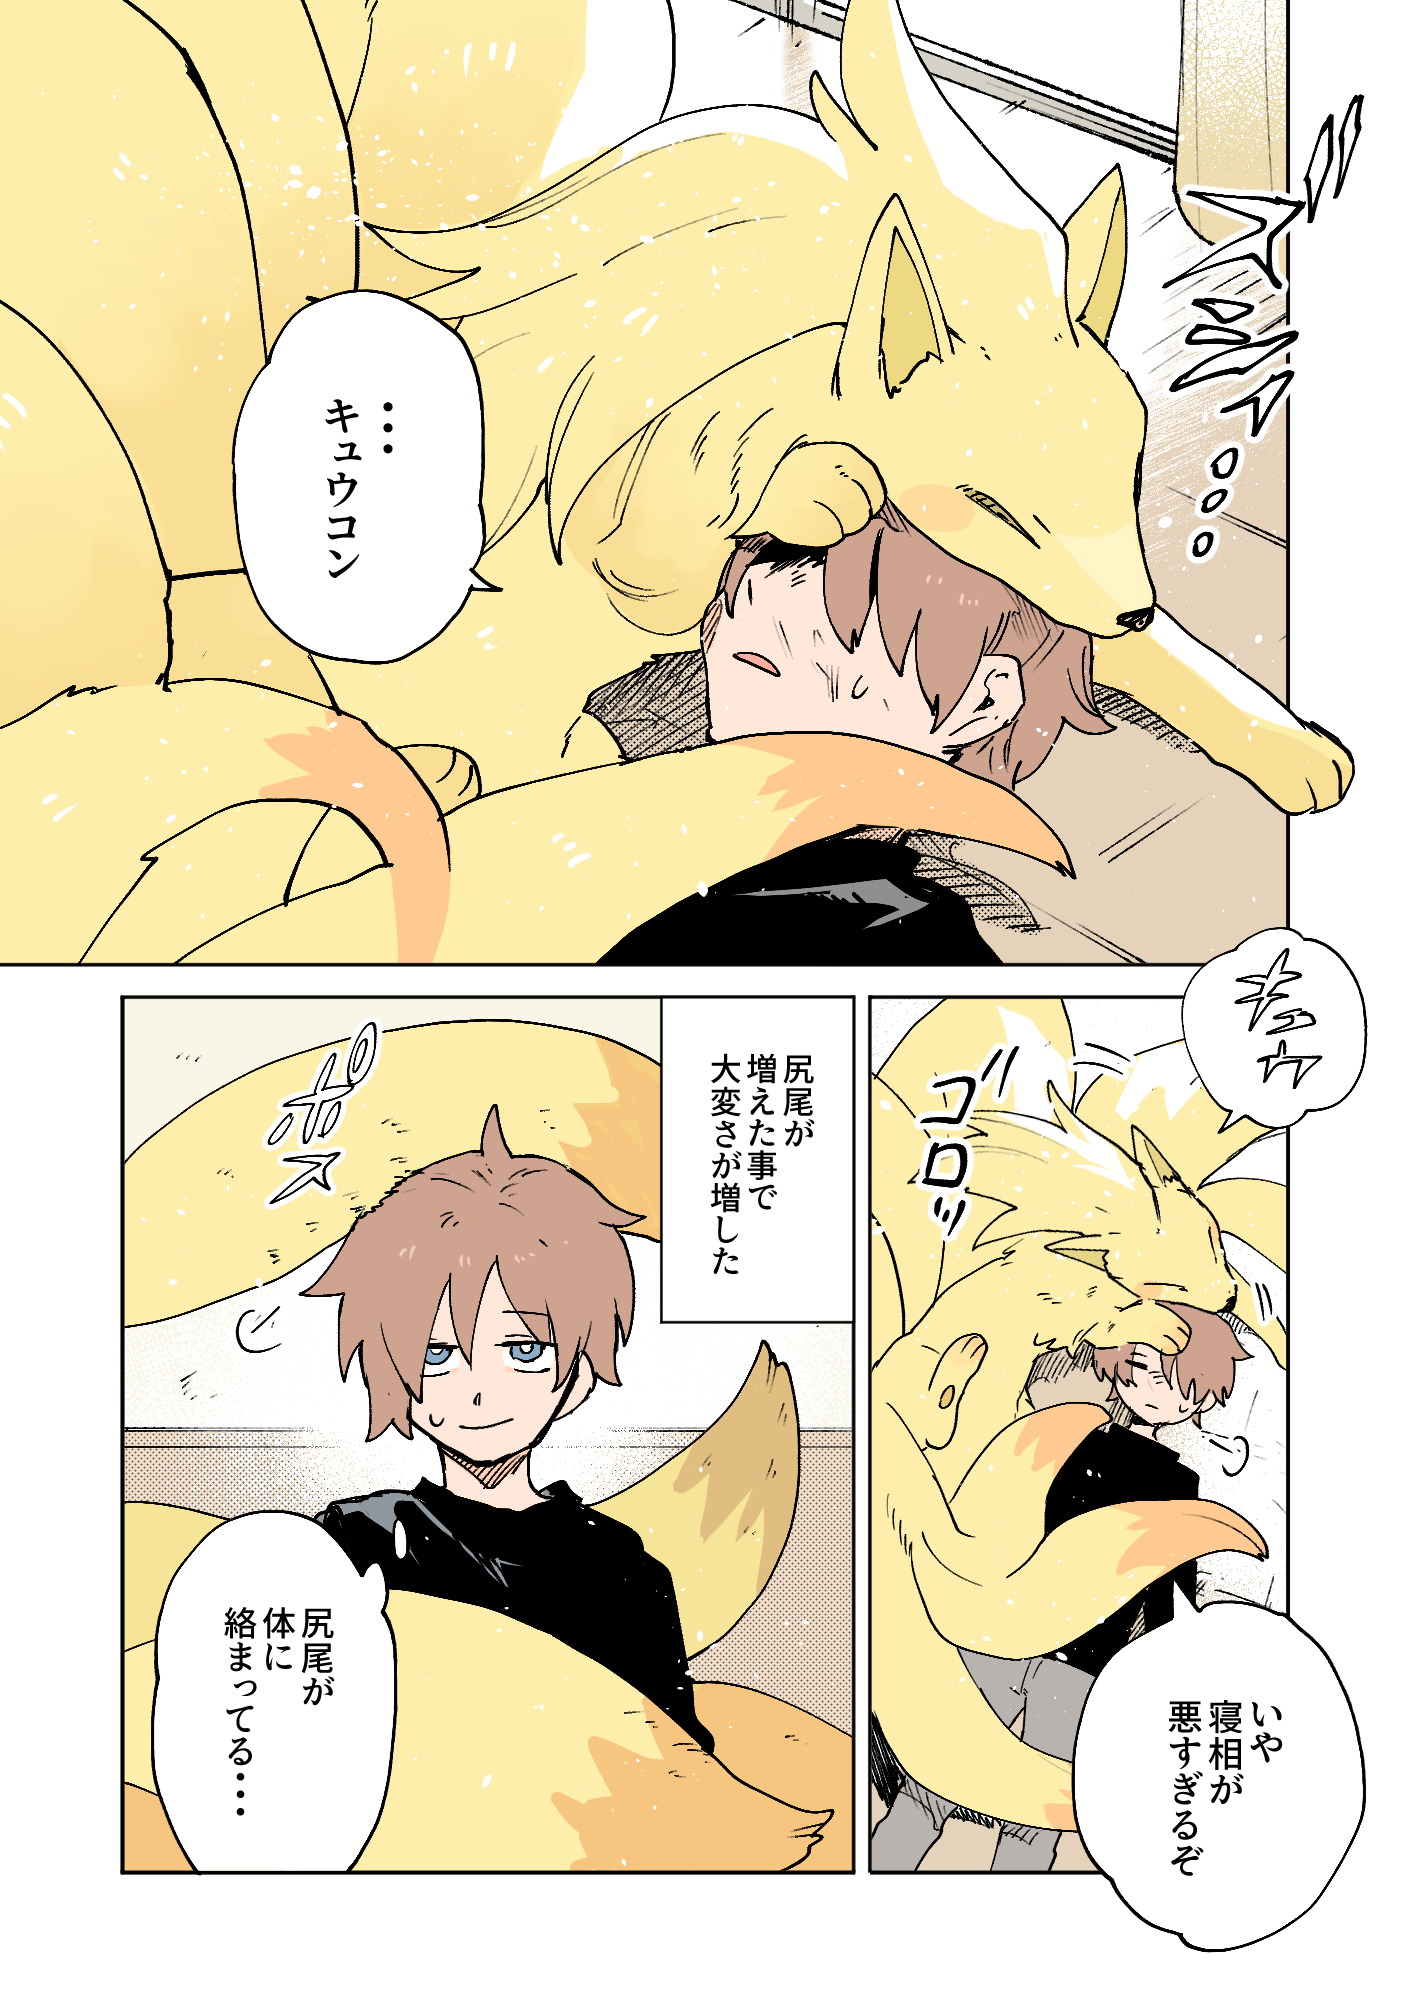 ズシャ…。。。
…
キュウコン
キュウ
ゴロッ
いや
寝相が
悪すぎるぞ
尻尾が
増えた事で
大変さが増した
ポス
尻尾が
体に
絡まってる…